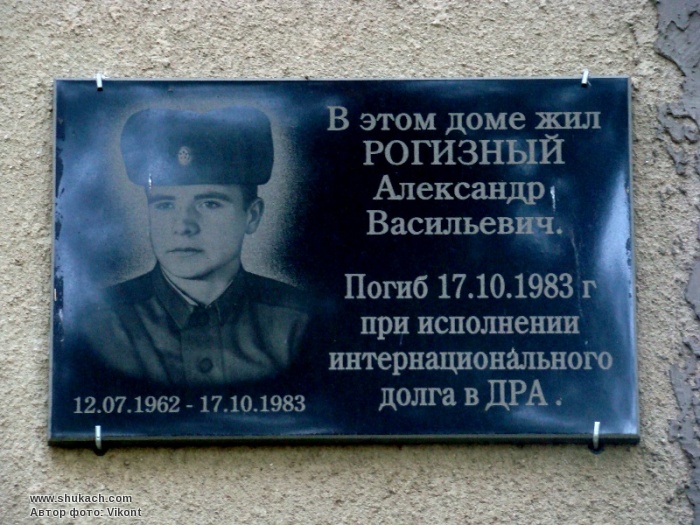 В этом доме жил
РОГИЗНЫЙ
Александр
Васильевич.
Погиб 17.10.1983 г
при исполнении
интернационального
долга в ДРА .
12.07.1962 - 17.10.1983
www.shukach.com
Автор фото: Vikont